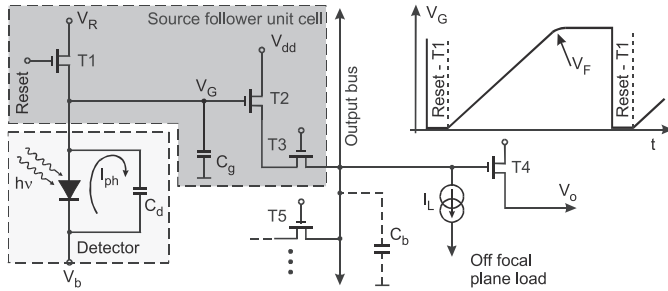 Source follower unit cell
V_R
T1
Reset
V_dd
V_G
T2
T3
C_g
hν
I_ph
C_d
Detector
V_b
Output bus
T5
C_b
I_L
T4
V_o
Off focal
plane load
V_G
Reset - T1
V_F
Reset - T1
t